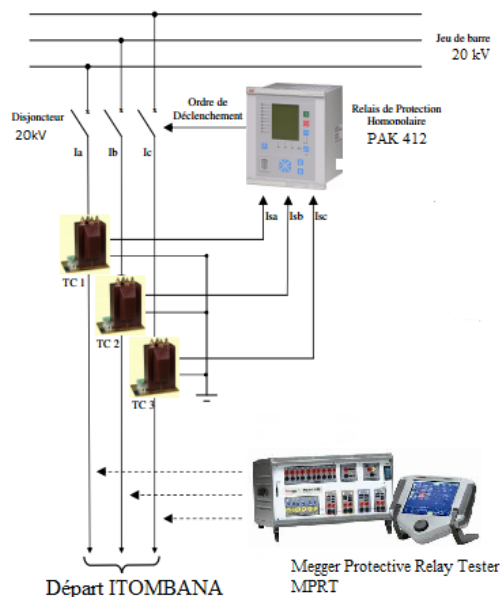 Jeu de barre
20 kV
Disjoncteur
20kV
Ordre de
Déclenchement
Relais de Protection
Homopolaire
PAK 412
Ia
Ib
Ic
Isa
Isb
Isc
TC 1
TC 2
TC 3
Départ ITOMBANA
Megger Protective Relay Tester
MPRT